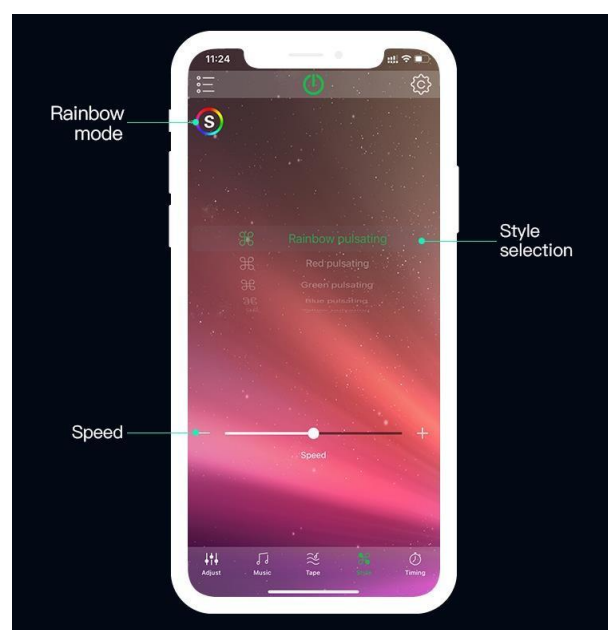 11:24
Rainbow
mode
S
Rainbow pulsating
Style
selection
Red pulsating
Green pulsating
Blue pulsating
Speed
Speed
Adjust
Music
Tape
Timing